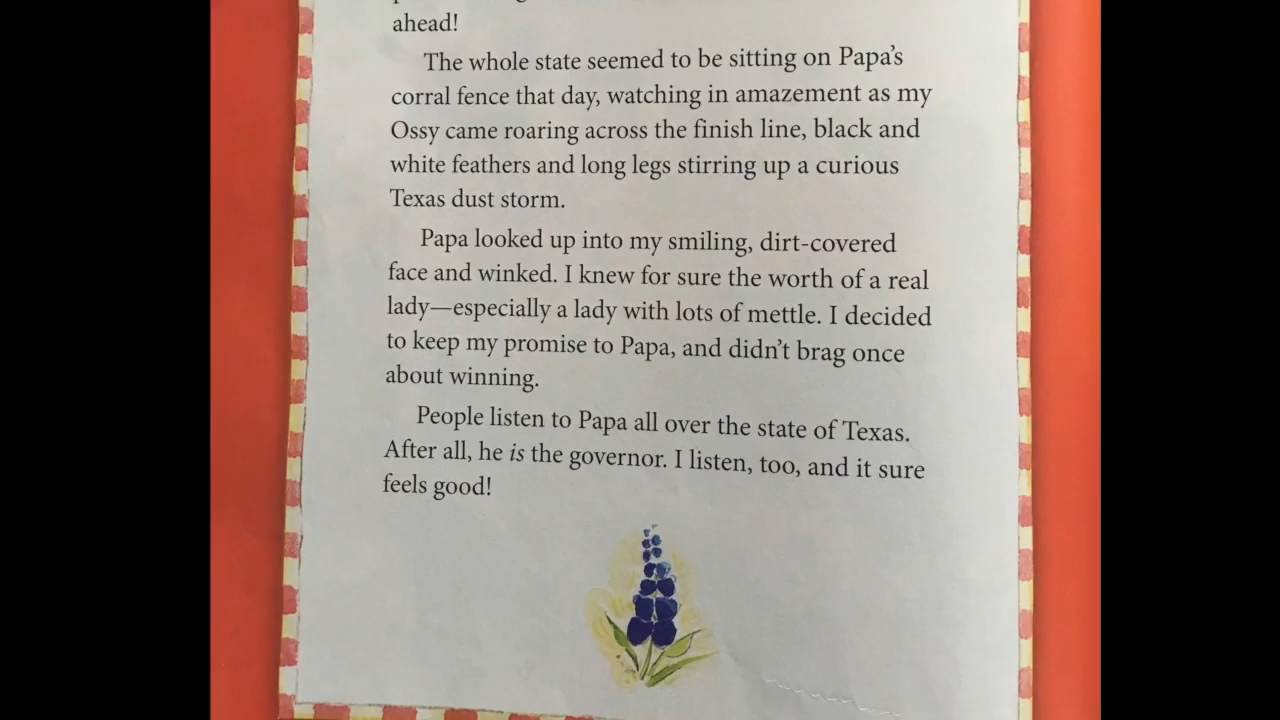 ahead!
The whole state seemed to be sitting on Papa's
corral fence that day, watching in amazement as my
Ossy came roaring across the finish line, black and
white feathers and long legs stirring up a curious
Texas dust storm.
Papa looked up into my smiling, dirt-covered
face and winked. I knew for sure the worth of a real
lady—especially a lady with lots of mettle. I decided
to keep my promise to Papa, and didn't brag once
about winning.
People listen to Papa all over the state of Texas.
After all, he is the governor. I listen, too, and it sure
feels good!